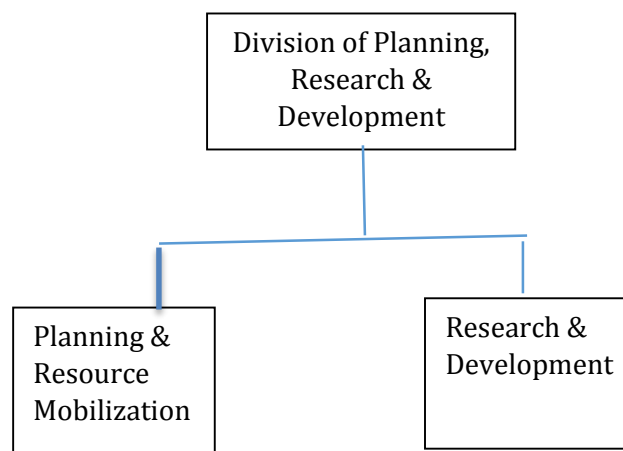 Division of Planning,
Research &
Development
Planning &
Resource
Mobilization
Research &
Development